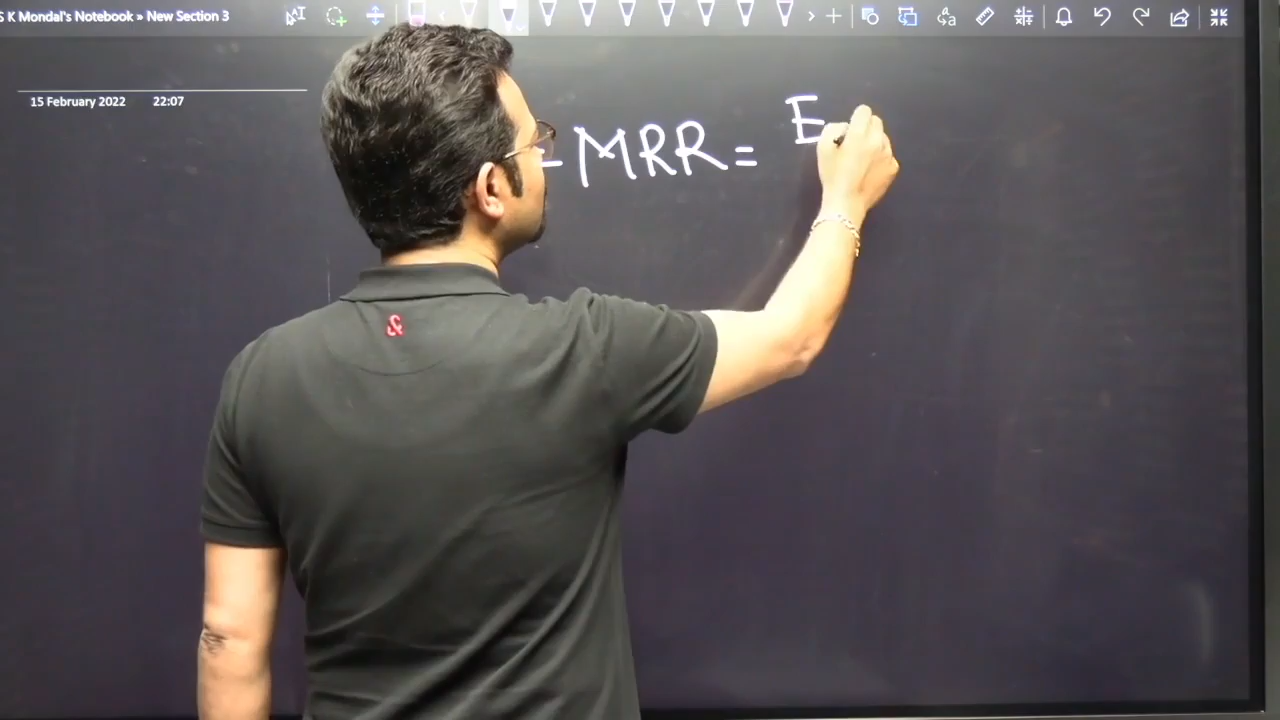 S K Mondal's Notebook » New Section 3
15 February 2022 22:07
- MRR = E